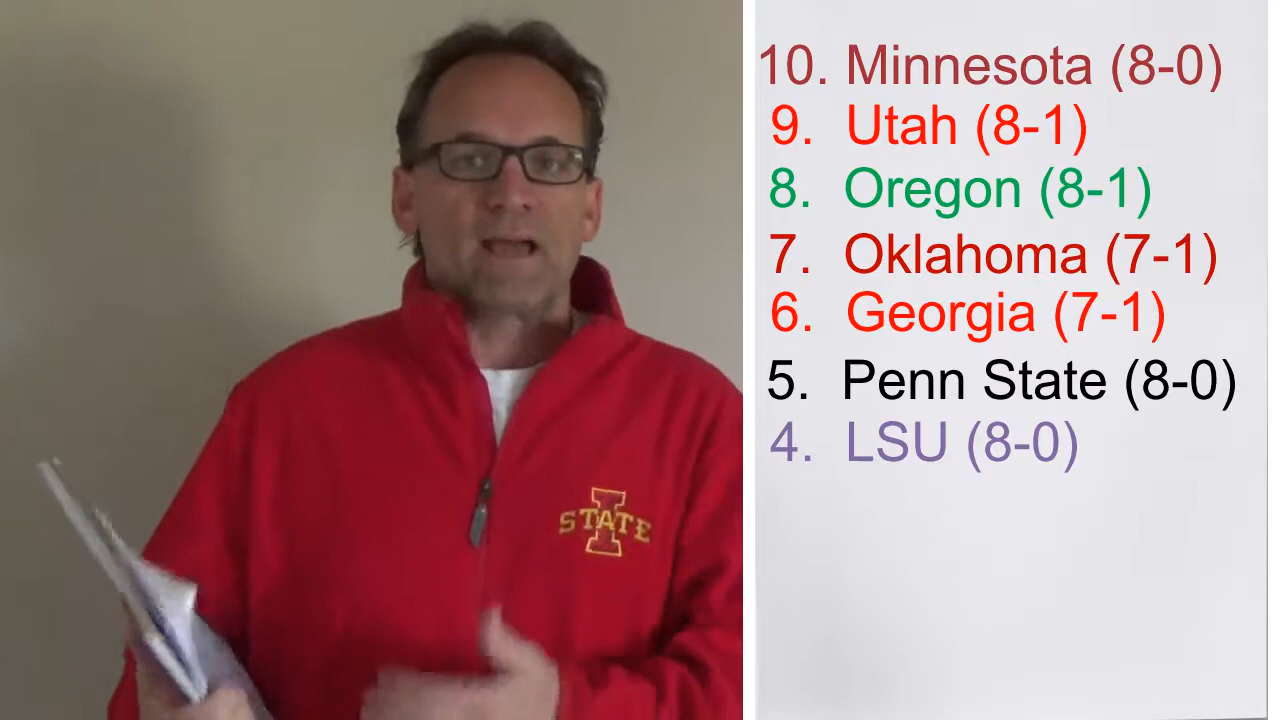 10. Minnesota (8-0)
9. Utah (8-1)
8. Oregon (8-1)
7. Oklahoma (7-1)
6. Georgia (7-1)
5. Penn State (8-0)
4. LSU (8-0)
I STATE